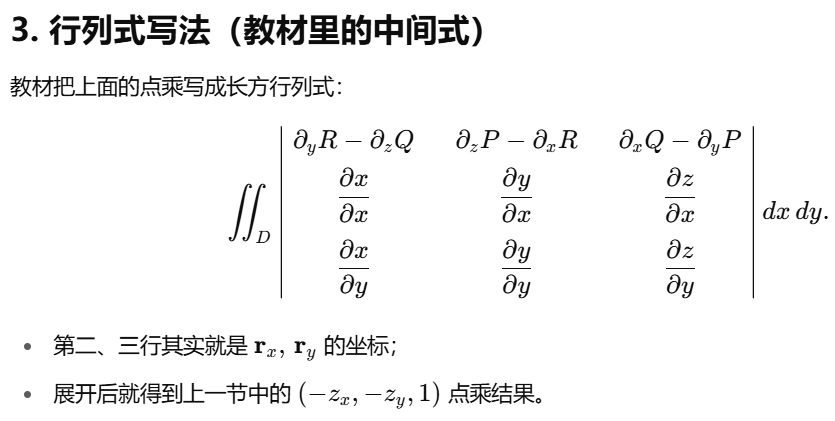 3. 行列式写法（教材里的中间式）
教材把上面的点乘写成长方行列式：
$$\iint_D \begin{vmatrix} \partial_y R - \partial_z Q & \partial_z P - \partial_x R & \partial_x Q - \partial_y P \\ \dfrac{\partial x}{\partial x} & \dfrac{\partial y}{\partial x} & \dfrac{\partial z}{\partial x} \\ \dfrac{\partial x}{\partial y} & \dfrac{\partial y}{\partial y} & \dfrac{\partial z}{\partial y} \end{vmatrix} dx\,dy.$$
• 第二、三行其实就是 $\mathbf{r}_x, \mathbf{r}_y$ 的坐标；
• 展开后就得到上一节中的 $(-z_x, -z_y, 1)$ 点乘结果。